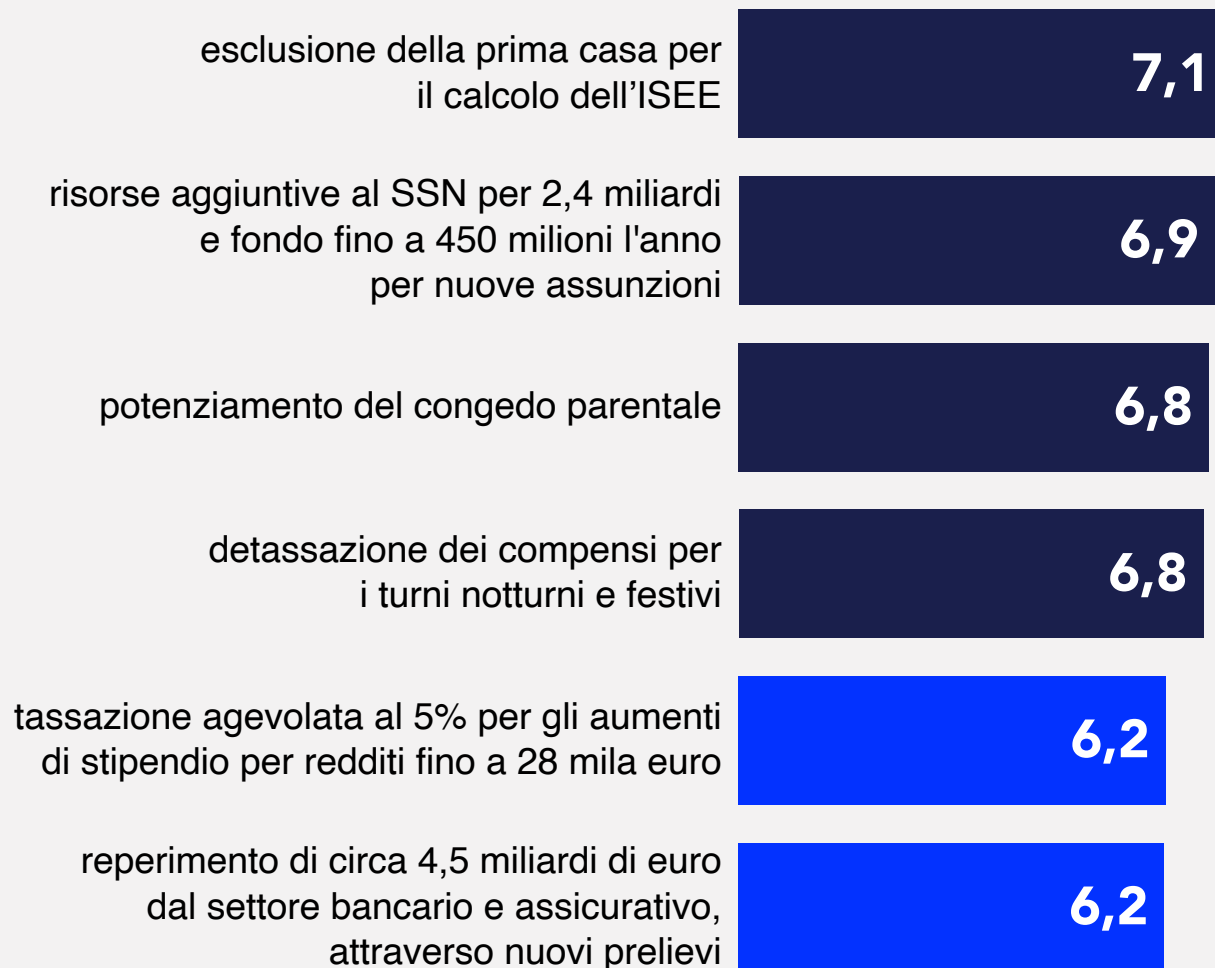 esclusione della prima casa per
il calcolo dell’ISEE
7,1
risorse aggiuntive al SSN per 2,4 miliardi
e fondo fino a 450 milioni l'anno
per nuove assunzioni
6,9
potenziamento del congedo parentale
6,8
detassazione dei compensi per
i turni notturni e festivi
6,8
tassazione agevolata al 5% per gli aumenti
di stipendio per redditi fino a 28 mila euro
6,2
reperimento di circa 4,5 miliardi di euro
dal settore bancario e assicurativo,
attraverso nuovi prelievi
6,2